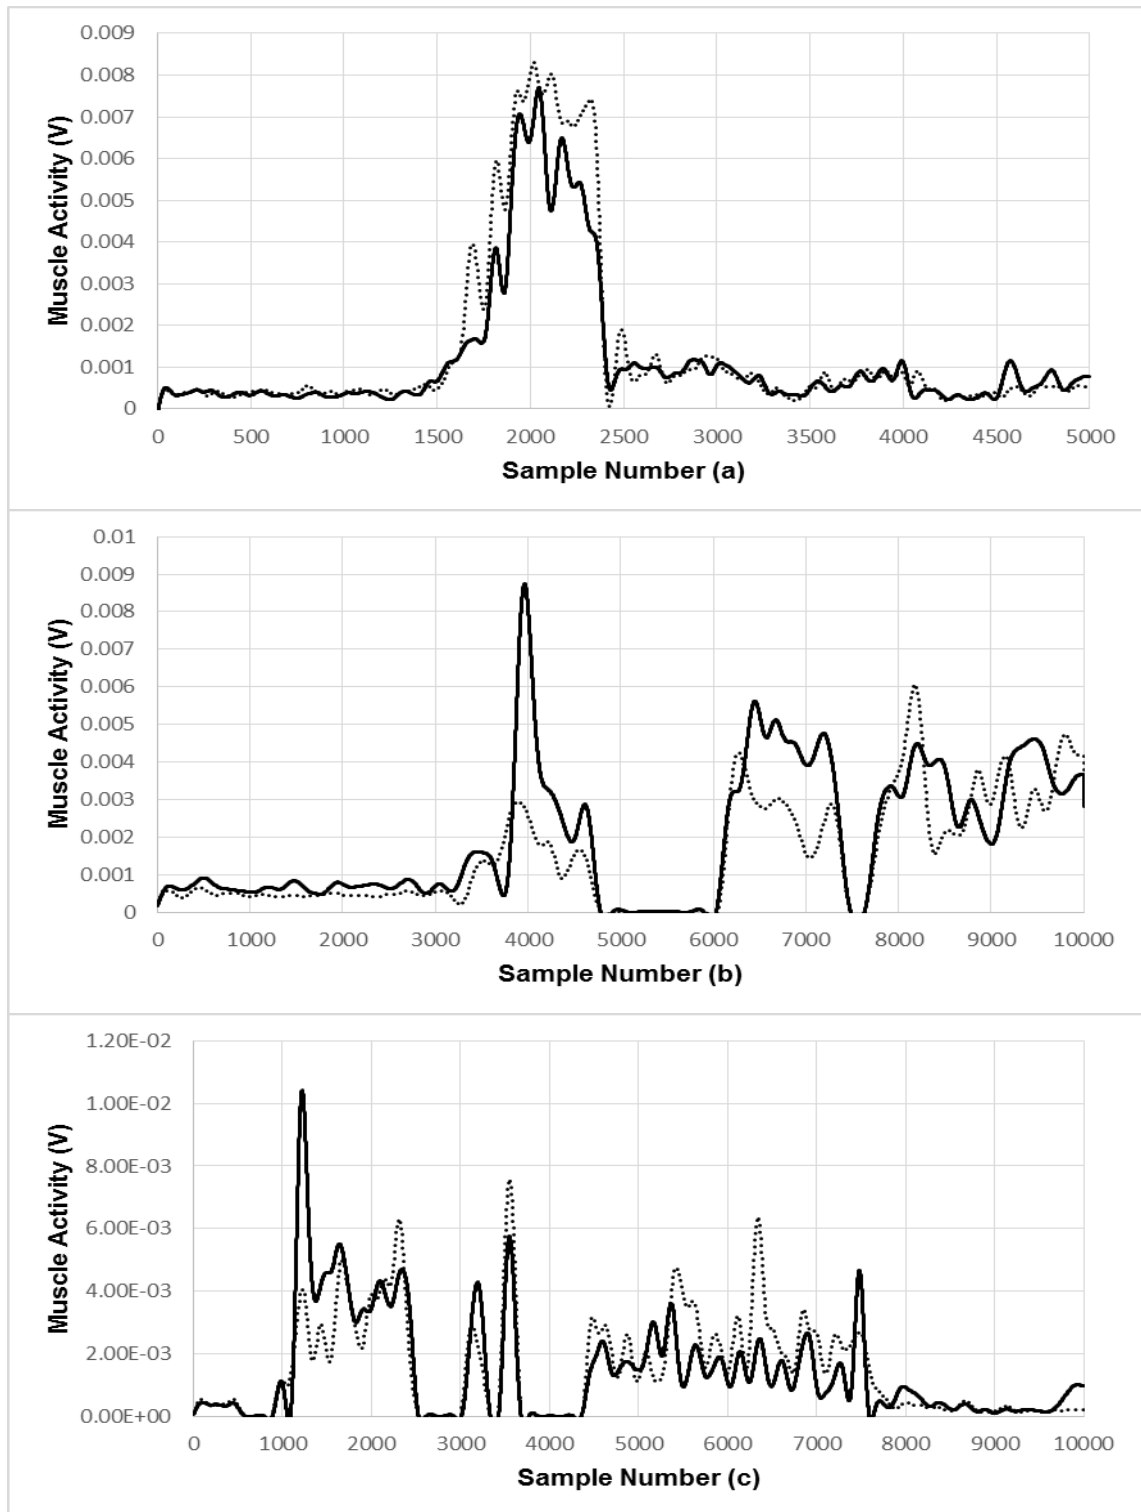 0.009
0.008
0.007
0.006
0.005
0.004
0.003
0.002
0.001
0
Muscle Activity (V)
0 500 1000 1500 2000 2500 3000 3500 4000 4500 5000
Sample Number (a)
0.01
0.009
0.008
0.007
0.006
0.005
0.004
0.003
0.002
0.001
0
Muscle Activity (V)
0 1000 2000 3000 4000 5000 6000 7000 8000 9000 10000
Sample Number (b)
1.20E-02
1.00E-02
8.00E-03
6.00E-03
4.00E-03
2.00E-03
0.00E+00
Muscle Activity (V)
0 1000 2000 3000 4000 5000 6000 7000 8000 9000 10000
Sample Number (c)